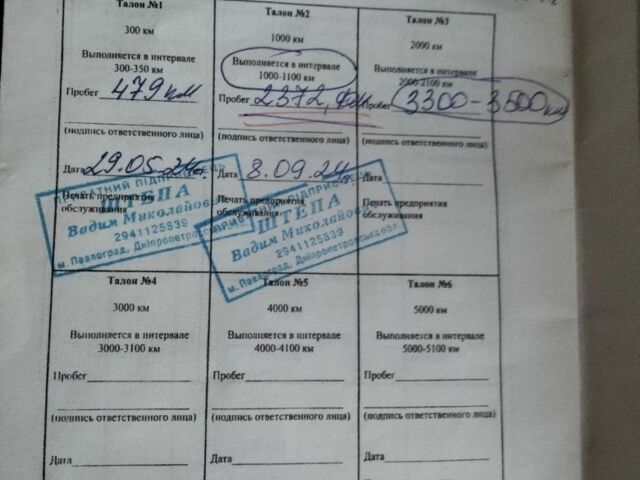 Талон №1
300 км
Выполняется в интервале
300-350 км
Пробег 479 км
(подпись ответственного лица)
Дата 29.05.24г.
Печать предприятия
обслуживания
ПРИВАТНИЙ ПІДПРИЄМЕЦЬ
ШТЕПА
Вадим Миколайович
2941125839
м. Павлоград, Дніпропетровської
Талон №2
1000 км
Выполняется в интервале
1000-1100 км
Пробег 2372,
(подпись ответственного лица)
Дата 8.09.24г.
Печать предприятия
обслуживания
ШТЕПА
Вадим Миколайович
2941125839
м. Павлоград, Дніпропетровська обл
Талон №3
2000 км
Выполняется в интервале
2000-2100 км
Пробег 3300-3500 км
(подпись ответственного лица)
Дата
Печать предприятия
обслуживания
Талон №4
3000 км
Выполняется в интервале
3000-3100 км
Пробег
(подпись ответственного лица)
Дата
Талон №5
4000 км
Выполняется в интервале
4000-4100 км
Пробег
(подпись ответственного лица)
Дата
Талон №6
5000 км
Выполняется в интервале
5000-5100 км
Пробег
(подпись ответственного лица)
Дата